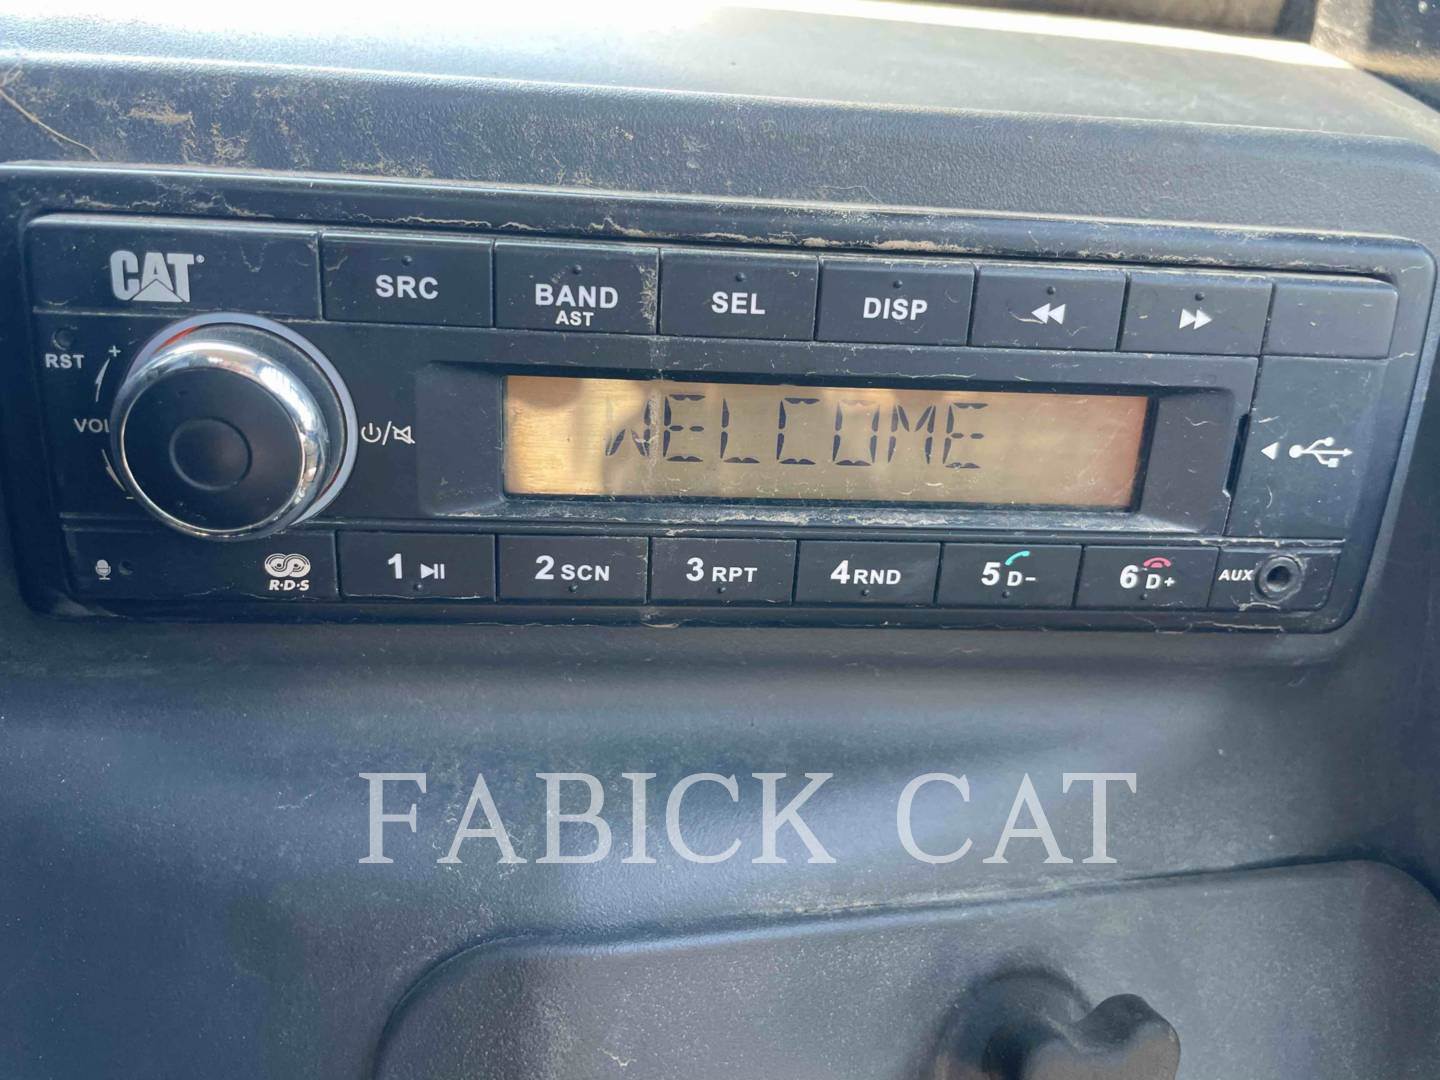 CAT®
SRC
BAND
AST
SEL
DISP
RST
+
VOL
WELCOME
R·D·S
1
2 SCN
3 RPT
4 RND
5 D-
6 D+
AUX
FABICK CAT